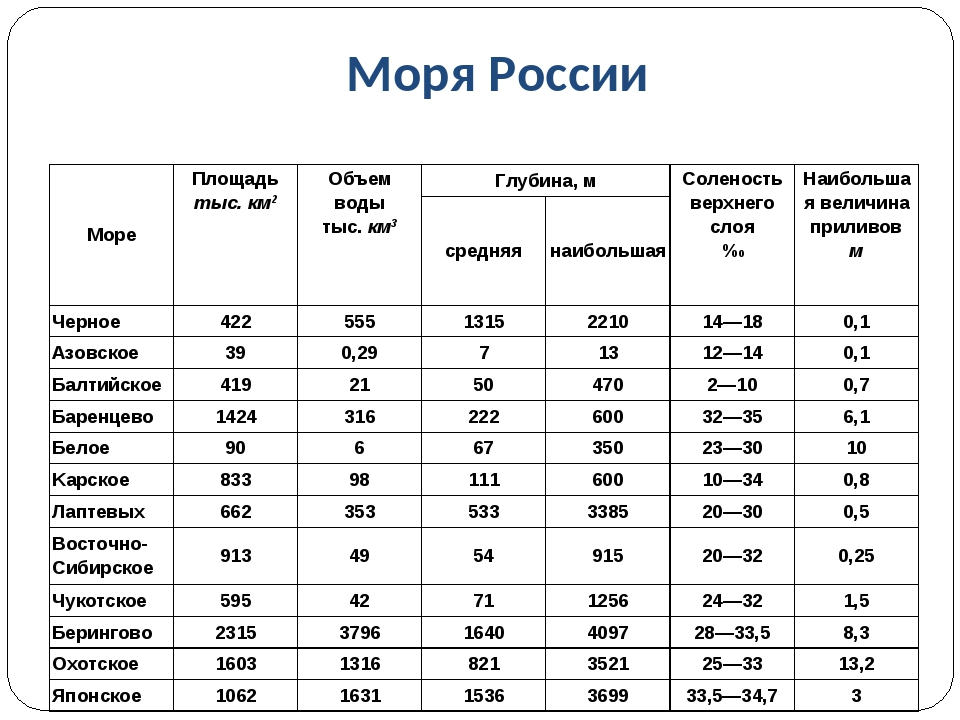 Моря России
Море | Площадь тыс. км² | Объем воды тыс. км³ | Глубина, м | Соленость верхнего слоя ‰ | Наибольшая величина приливов м
средняя | наибольшая
Черное | 422 | 555 | 1315 | 2210 | 14—18 | 0,1
Азовское | 39 | 0,29 | 7 | 13 | 12—14 | 0,1
Балтийское | 419 | 21 | 50 | 470 | 2—10 | 0,7
Баренцево | 1424 | 316 | 222 | 600 | 32—35 | 6,1
Белое | 90 | 6 | 67 | 350 | 23—30 | 10
Карское | 833 | 98 | 111 | 600 | 10—34 | 0,8
Лаптевых | 662 | 353 | 533 | 3385 | 20—30 | 0,5
Восточно-Сибирское | 913 | 49 | 54 | 915 | 20—32 | 0,25
Чукотское | 595 | 42 | 71 | 1256 | 24—32 | 1,5
Берингово | 2315 | 3796 | 1640 | 4097 | 28—33,5 | 8,3
Охотское | 1603 | 1316 | 821 | 3521 | 25—33 | 13,2
Японское | 1062 | 1631 | 1536 | 3699 | 33,5—34,7 | 3